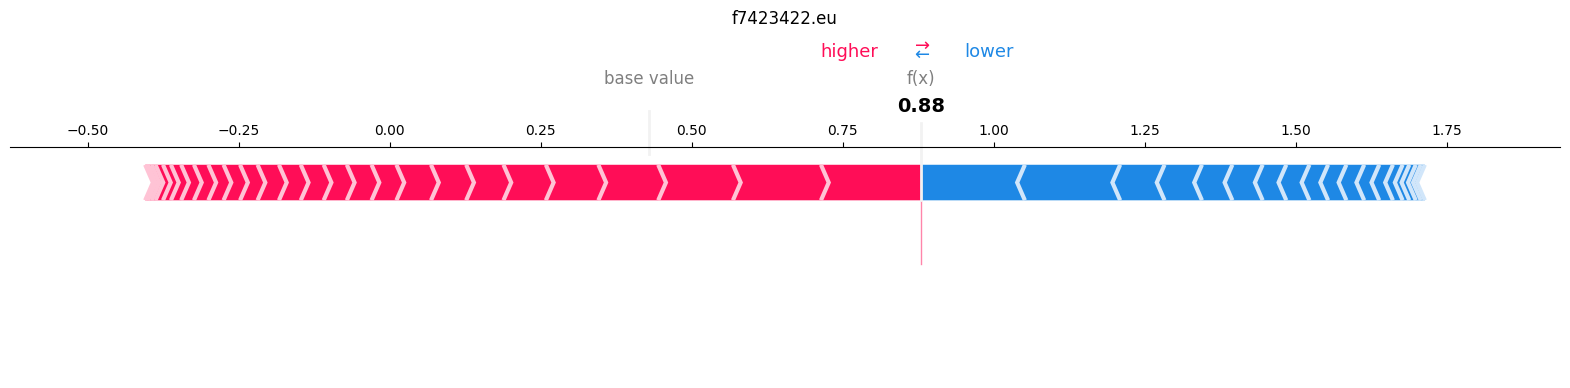 f7423422.eu
higher → ← lower
base value f(x)
0.88
−0.50 −0.25 0.00 0.25 0.50 0.75 1.00 1.25 1.50 1.75